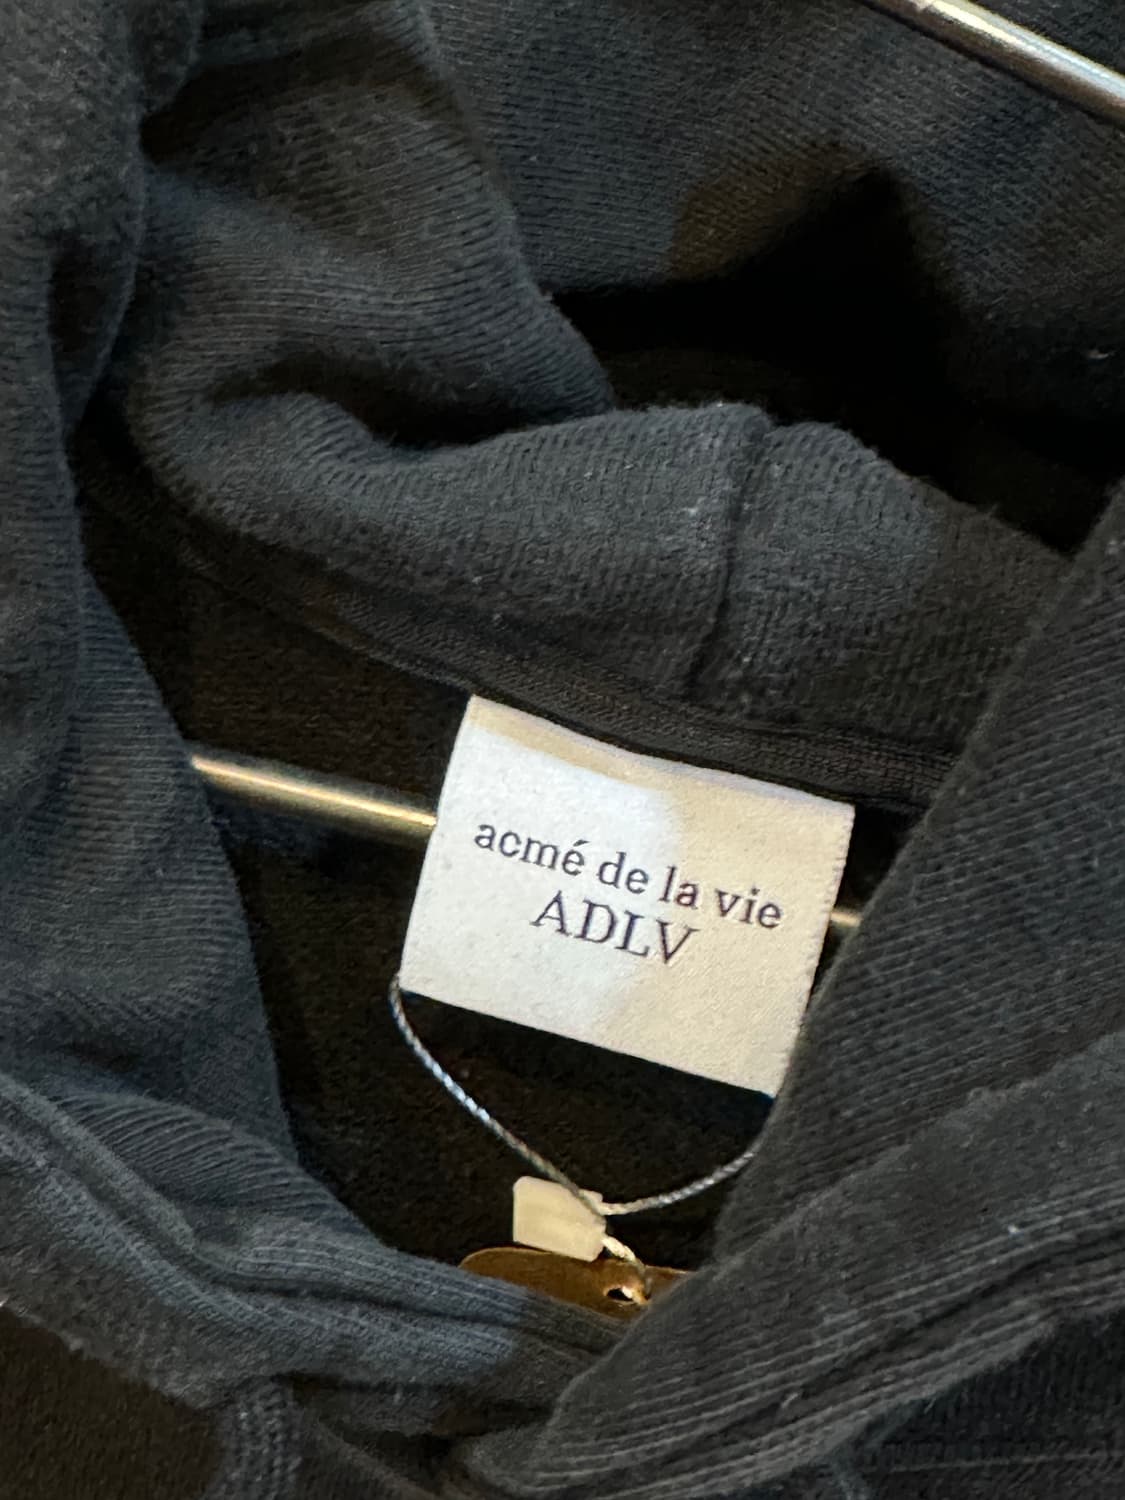 acmé de la vie
ADLV